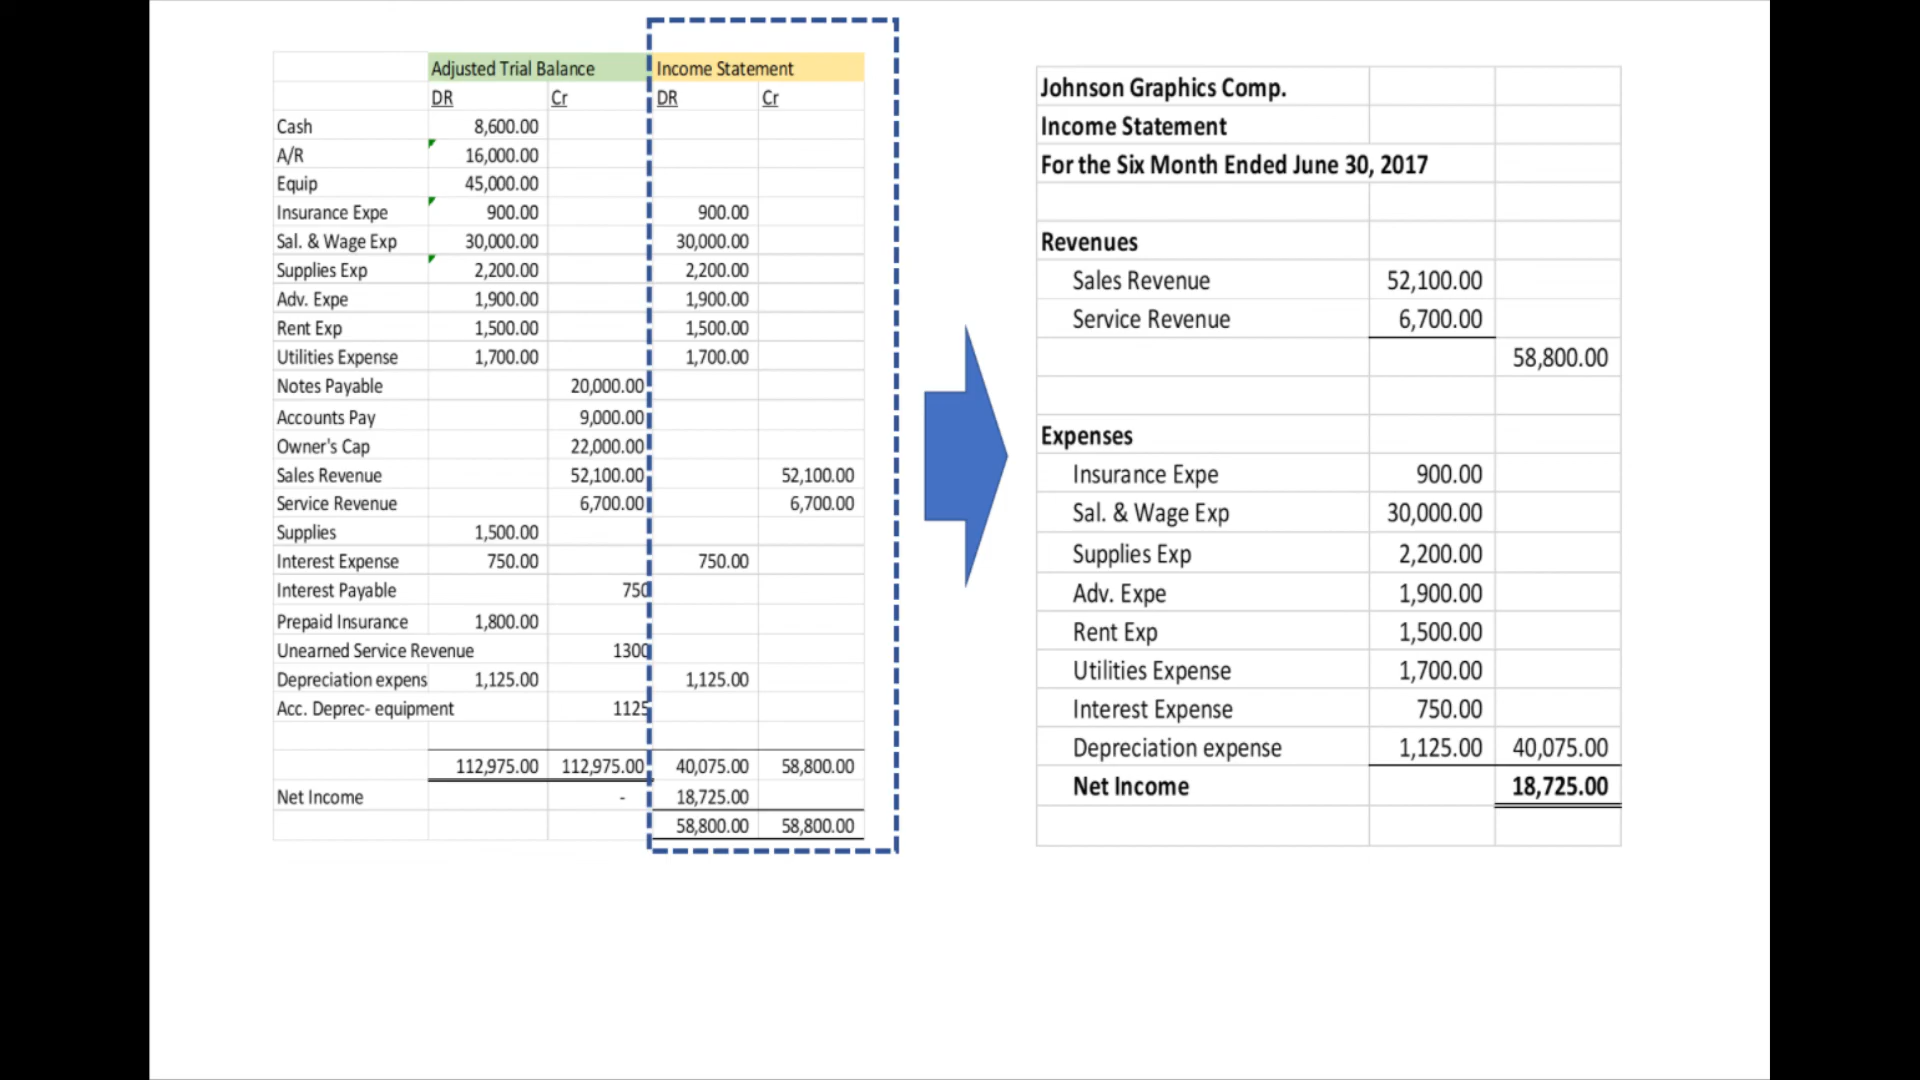 Adjusted Trial Balance Income Statement
DR Cr DR Cr
Cash 8,600.00
A/R 16,000.00
Equip 45,000.00
Insurance Expe 900.00 900.00
Sal. & Wage Exp 30,000.00 30,000.00
Supplies Exp 2,200.00 2,200.00
Adv. Expe 1,900.00 1,900.00
Rent Exp 1,500.00 1,500.00
Utilities Expense 1,700.00 1,700.00
Notes Payable 20,000.00
Accounts Pay 9,000.00
Owner's Cap 22,000.00
Sales Revenue 52,100.00 52,100.00
Service Revenue 6,700.00 6,700.00
Supplies 1,500.00
Interest Expense 750.00 750.00
Interest Payable 750
Prepaid Insurance 1,800.00
Unearned Service Revenue 1300
Depreciation expens 1,125.00 1,125.00
Acc. Deprec- equipment 1125
112,975.00 112,975.00 40,075.00 58,800.00
Net Income - 18,725.00
58,800.00 58,800.00
Johnson Graphics Comp.
Income Statement
For the Six Month Ended June 30, 2017
Revenues
Sales Revenue 52,100.00
Service Revenue 6,700.00
58,800.00
Expenses
Insurance Expe 900.00
Sal. & Wage Exp 30,000.00
Supplies Exp 2,200.00
Adv. Expe 1,900.00
Rent Exp 1,500.00
Utilities Expense 1,700.00
Interest Expense 750.00
Depreciation expense 1,125.00 40,075.00
Net Income 18,725.00